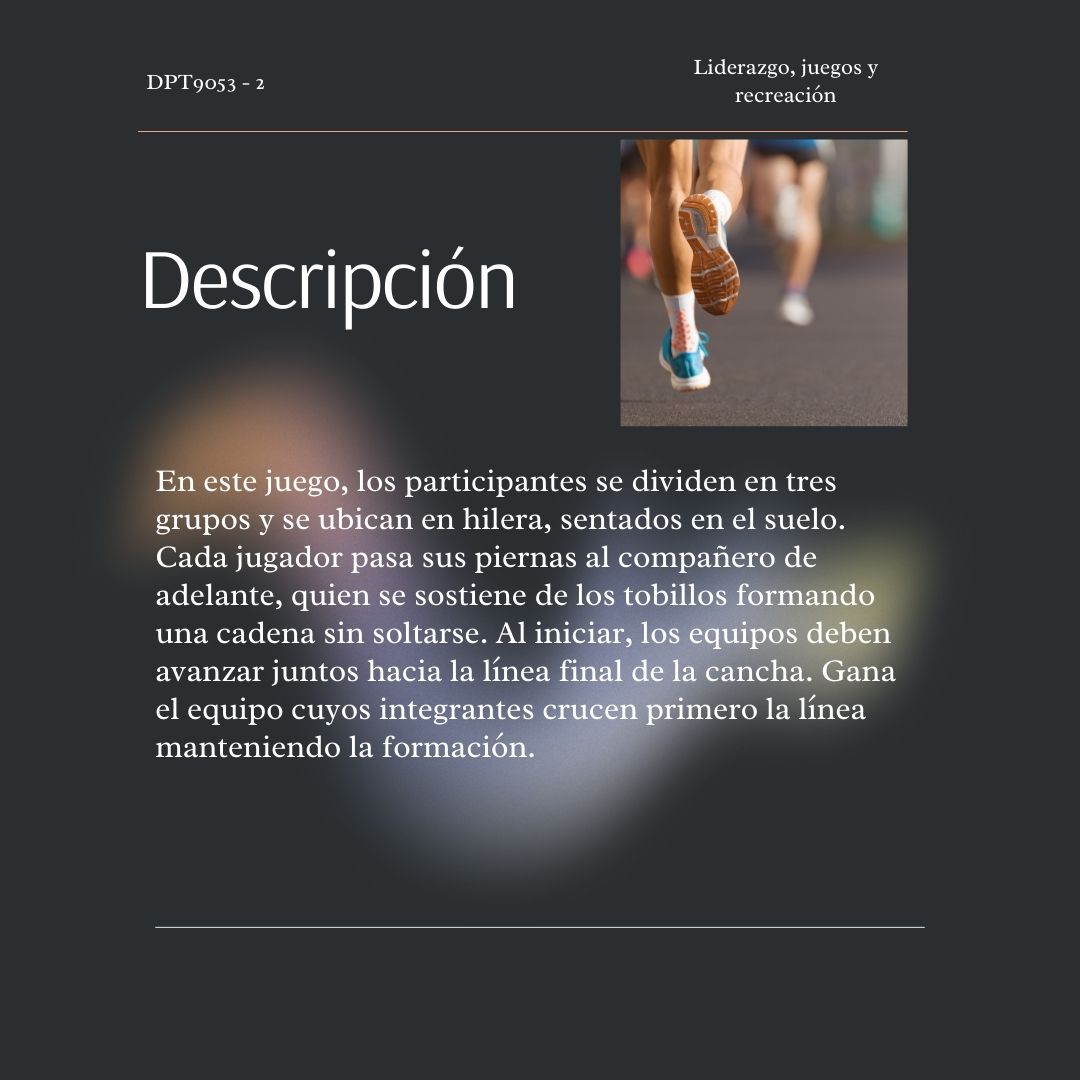 DPT9053 - 2
Liderazgo, juegos y
recreación
Descripción
En este juego, los participantes se dividen en tres
grupos y se ubican en hilera, sentados en el suelo.
Cada jugador pasa sus piernas al compañero de
adelante, quien se sostiene de los tobillos formando
una cadena sin soltarse. Al iniciar, los equipos deben
avanzar juntos hacia la línea final de la cancha. Gana
el equipo cuyos integrantes crucen primero la línea
manteniendo la formación.